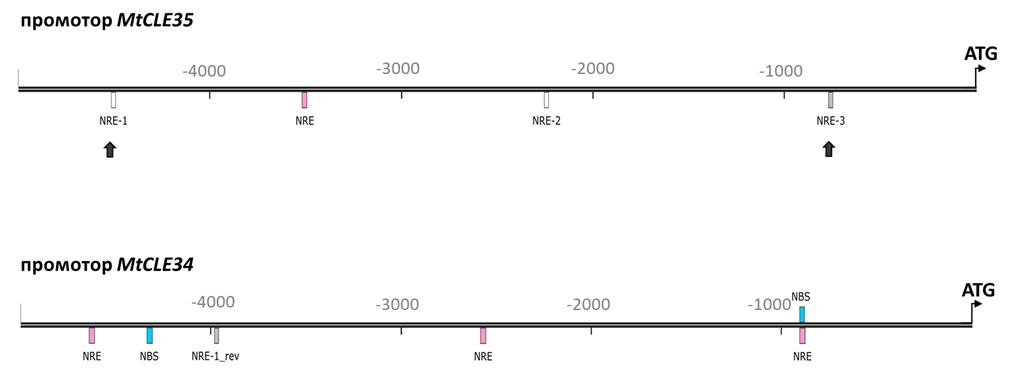 промотор MtCLE35
ATG
-4000 -3000 -2000 -1000
NRE-1 NRE NRE-2 NRE-3
промотор MtCLE34
ATG
-4000 -3000 -2000 -1000 NBS
NRE NBS NRE-1_rev NRE NRE